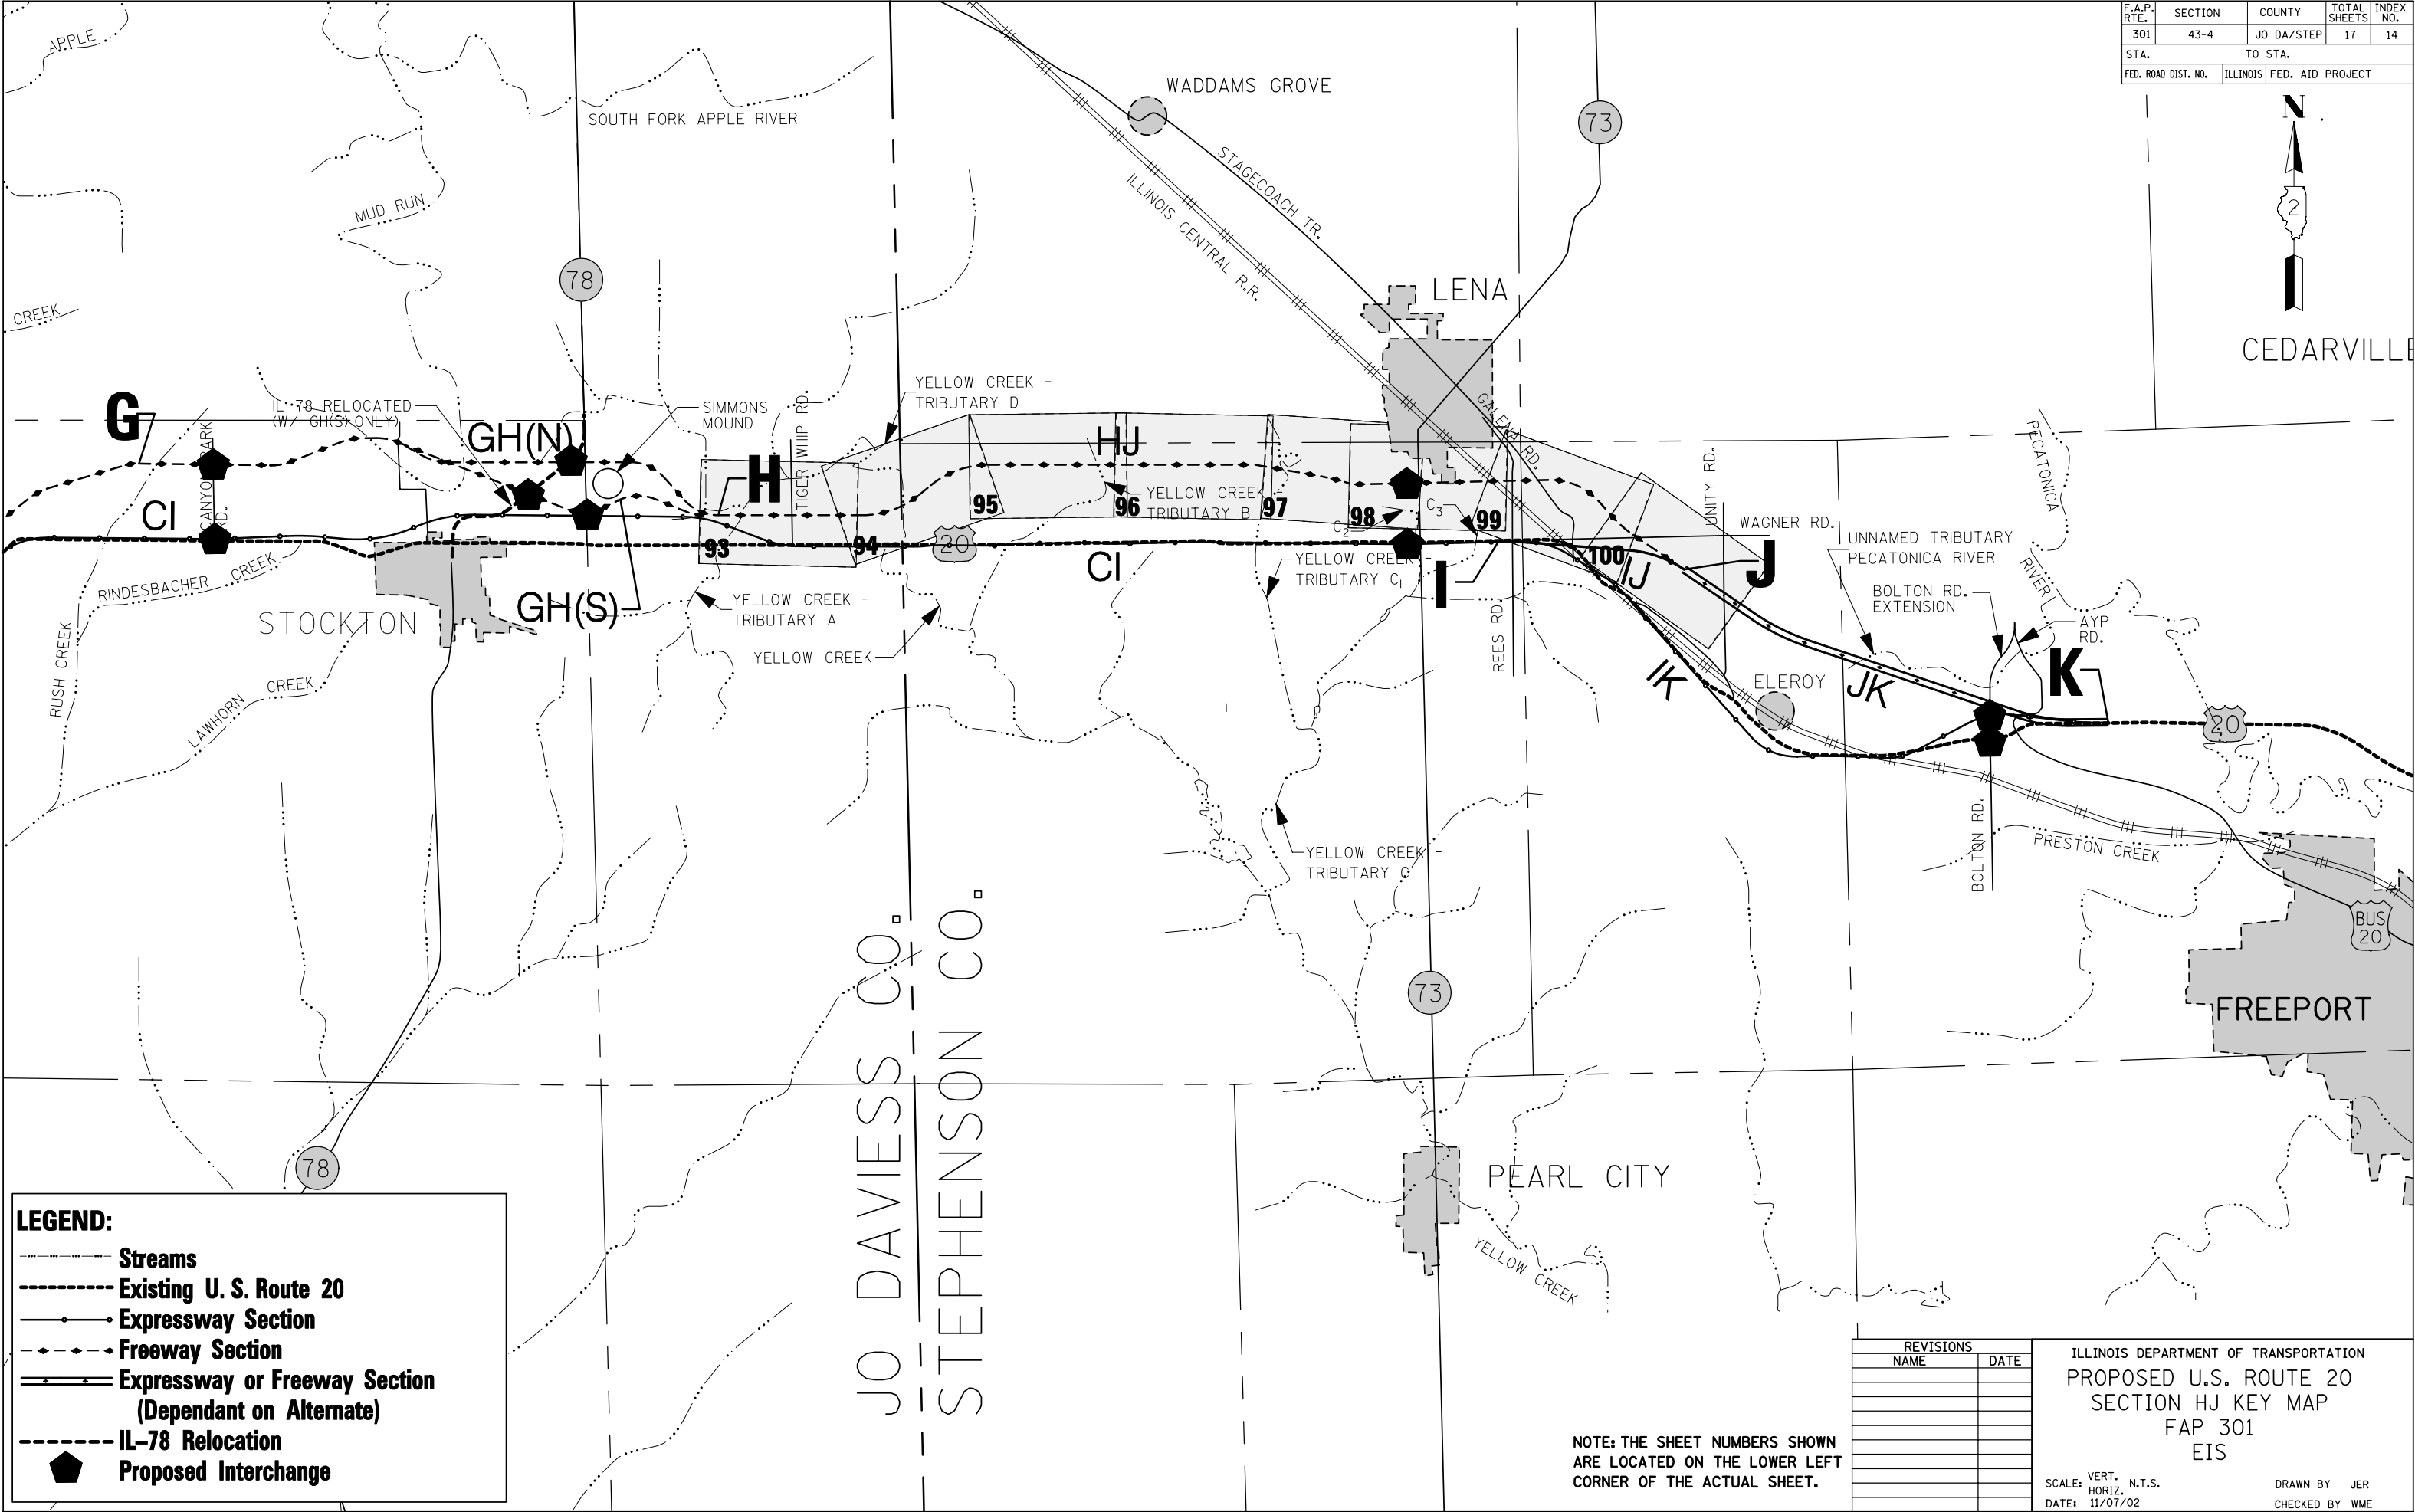 F.A.P. RTE. SECTION COUNTY TOTAL SHEETS INDEX NO.
301 43-4 JO DA/STEP 17 14
STA. TO STA.
FED. ROAD DIST. NO. ILLINOIS FED. AID PROJECT
N
2
APPLE
SOUTH FORK APPLE RIVER
MUD RUN
CREEK
78
WADDAMS GROVE
73
STAGECOACH TR.
ILLINOIS CENTRAL R.R.
LENA
CEDARVILLE
G
IL 78 RELOCATED
(W/ GH(S) ONLY)
GH(N)
SIMMONS
MOUND
YELLOW CREEK -
TRIBUTARY D
TIGER WHIP RD.
HJ
H
GALENA RD.
UNITY RD.
PECATONICA
RIVER
CANYON PARK
RD.
CI
YELLOW CREEK -
TRIBUTARY B
93
94
95
96
97
98
99
100
C2
C3
20
CI
RINDESBACHER CREEK
STOCKTON
GH(S)
YELLOW CREEK -
TRIBUTARY A
YELLOW CREEK
YELLOW CREEK -
TRIBUTARY C1
I
IJ
J
WAGNER RD.
UNNAMED TRIBUTARY
PECATONICA RIVER
BOLTON RD.
EXTENSION
AYP
RD.
K
REES RD.
IK
ELEROY
JK
20
RUSH CREEK
LAWHORN CREEK
YELLOW CREEK -
TRIBUTARY C
BOLTON RD.
PRESTON CREEK
BUS
20
FREEPORT
73
JO DAVIESS CO.
STEPHENSON CO.
78
PEARL CITY
YELLOW CREEK
LEGEND:
Streams
Existing U. S. Route 20
Expressway Section
Freeway Section
Expressway or Freeway Section
(Dependant on Alternate)
IL-78 Relocation
Proposed Interchange
NOTE: THE SHEET NUMBERS SHOWN
ARE LOCATED ON THE LOWER LEFT
CORNER OF THE ACTUAL SHEET.
REVISIONS
NAME DATE
ILLINOIS DEPARTMENT OF TRANSPORTATION
PROPOSED U.S. ROUTE 20
SECTION HJ KEY MAP
FAP 301
EIS
SCALE: VERT. HORIZ. N.T.S.
DATE: 11/07/02
DRAWN BY JER
CHECKED BY WME